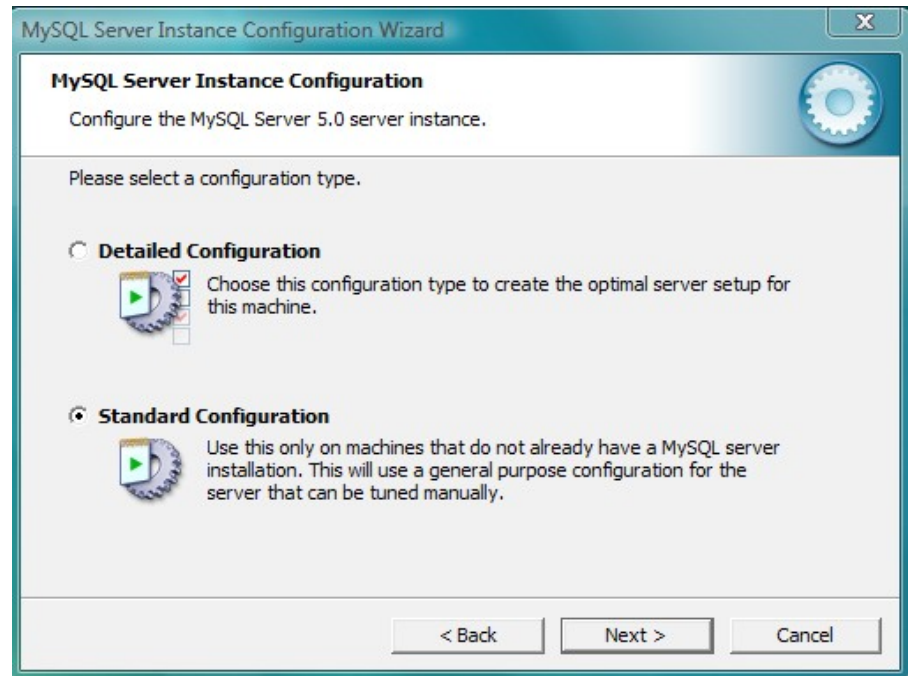 MySQL Server Instance Configuration Wizard
X
MySQL Server Instance Configuration
Configure the MySQL Server 5.0 server instance.
Please select a configuration type.
Detailed Configuration
Choose this configuration type to create the optimal server setup for
this machine.
Standard Configuration
Use this only on machines that do not already have a MySQL server
installation. This will use a general purpose configuration for the
server that can be tuned manually.
< Back
Next >
Cancel